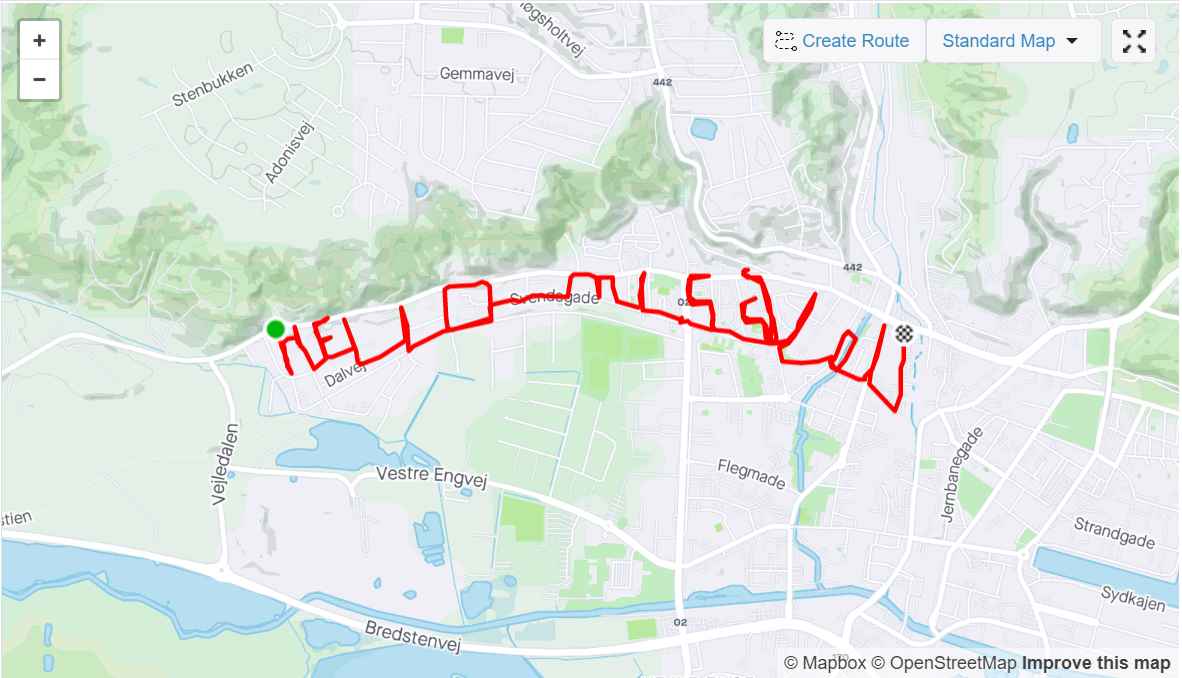 +
−
Create Route
Standard Map
øgsholtvej
442
Gemmavej
Stenbukken
Adonisvej
442
Svendsgade
02
Dalvej
Vejledalen
Vestre Engvej
Flegmade
Jernbanegade
stien
Strandgade
Sydkajen
Bredstenvej
02
© Mapbox © OpenStreetMap Improve this map